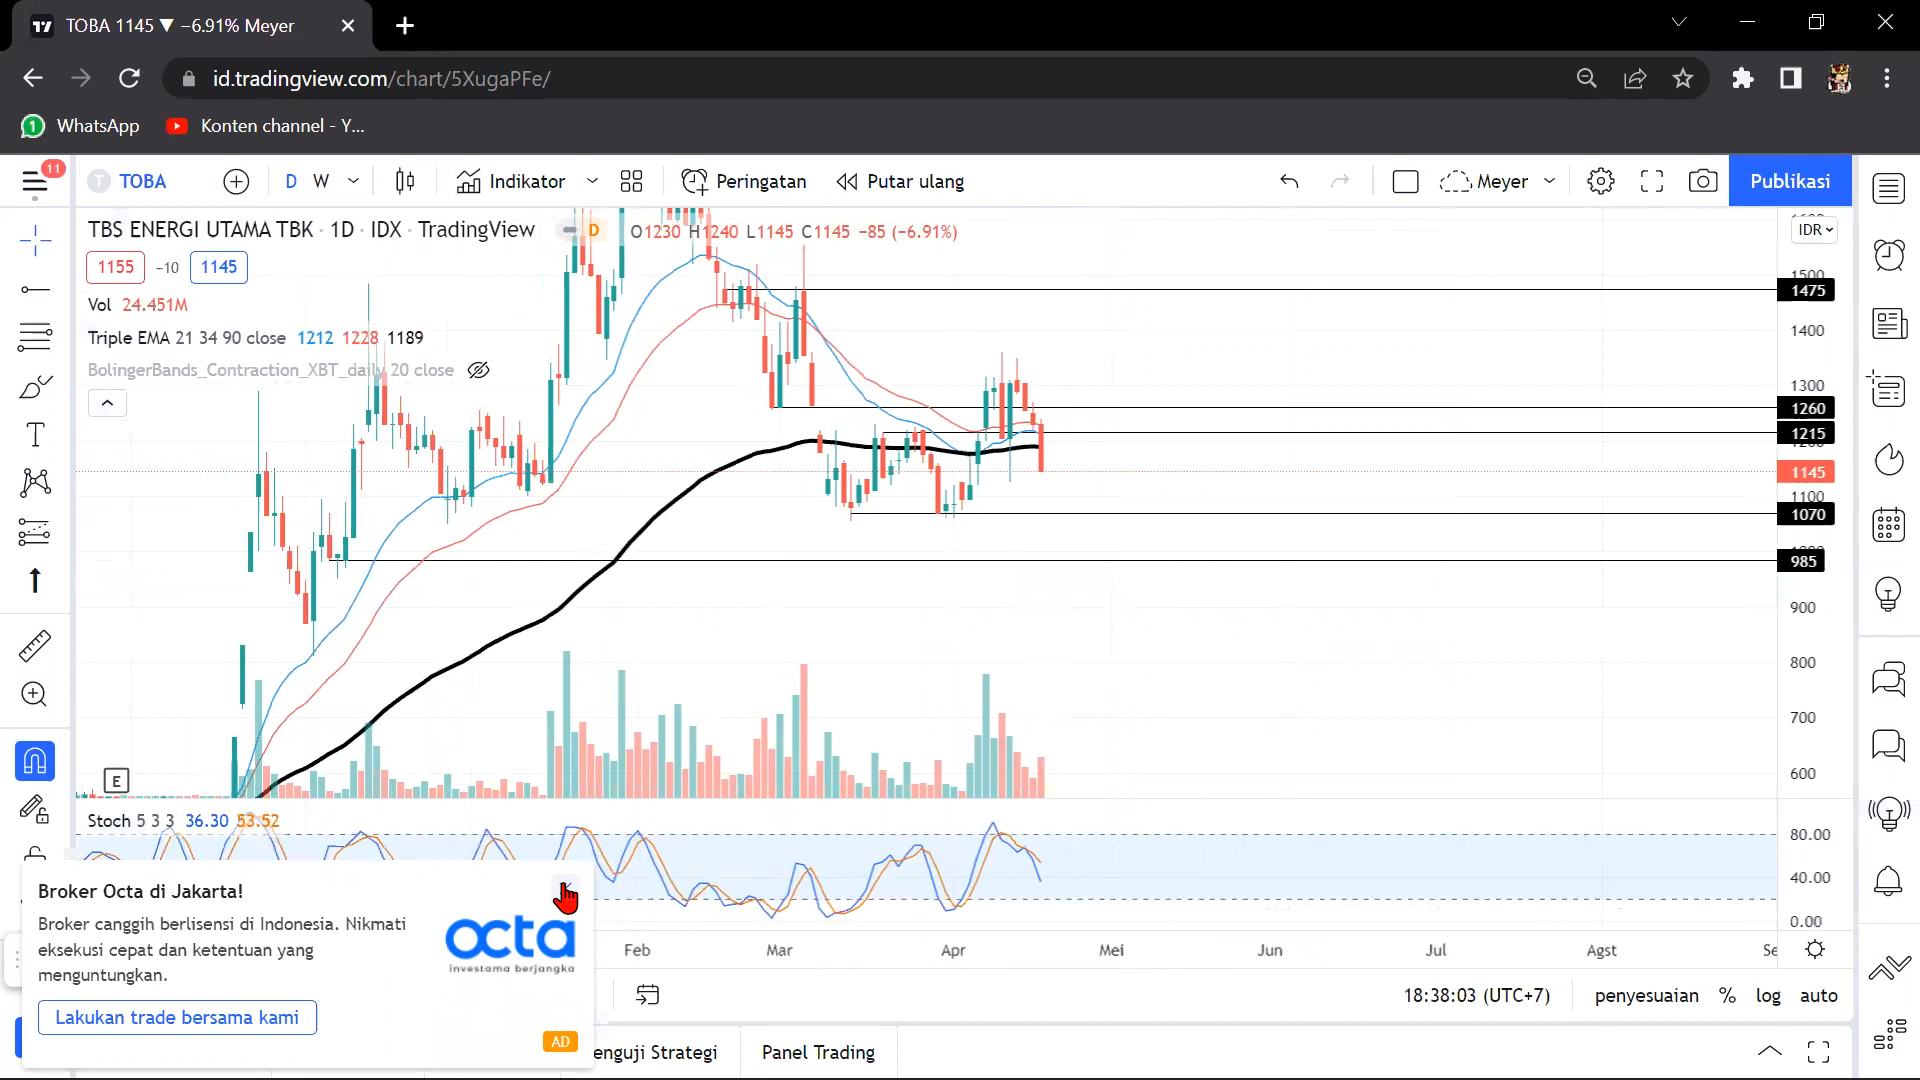 TOBA 1145 ▼ −6.91% Meyer
id.tradingview.com/chart/5XugaPFe/
WhatsApp
Konten channel - Y...
11
TOBA
D W
Indikator
Peringatan
Putar ulang
Meyer
Publikasi
TBS ENERGI UTAMA TBK · 1D · IDX · TradingView
D
O1230 H1240 L1145 C1145 −85 (−6.91%)
IDR
1155 −10 1145
Vol 24.451M
Triple EMA 21 34 90 close 1212 1228 1189
BolingerBands_Contraction_XBT_daily 20 close
1500
1475
1400
1300
1260
1215
1145
1100
1070
985
900
800
700
600
E
Stoch 5 3 3 36.30 53.52
80.00
40.00
0.00
Broker Octa di Jakarta!
Broker canggih berlisensi di Indonesia. Nikmati
eksekusi cepat dan ketentuan yang
menguntungkan.
octa
investama berjangka
Lakukan trade bersama kami
AD
Feb Mar Apr Mei Jun Jul Agst Se
18:38:03 (UTC+7)
penyesuaian % log auto
enguji Strategi
Panel Trading